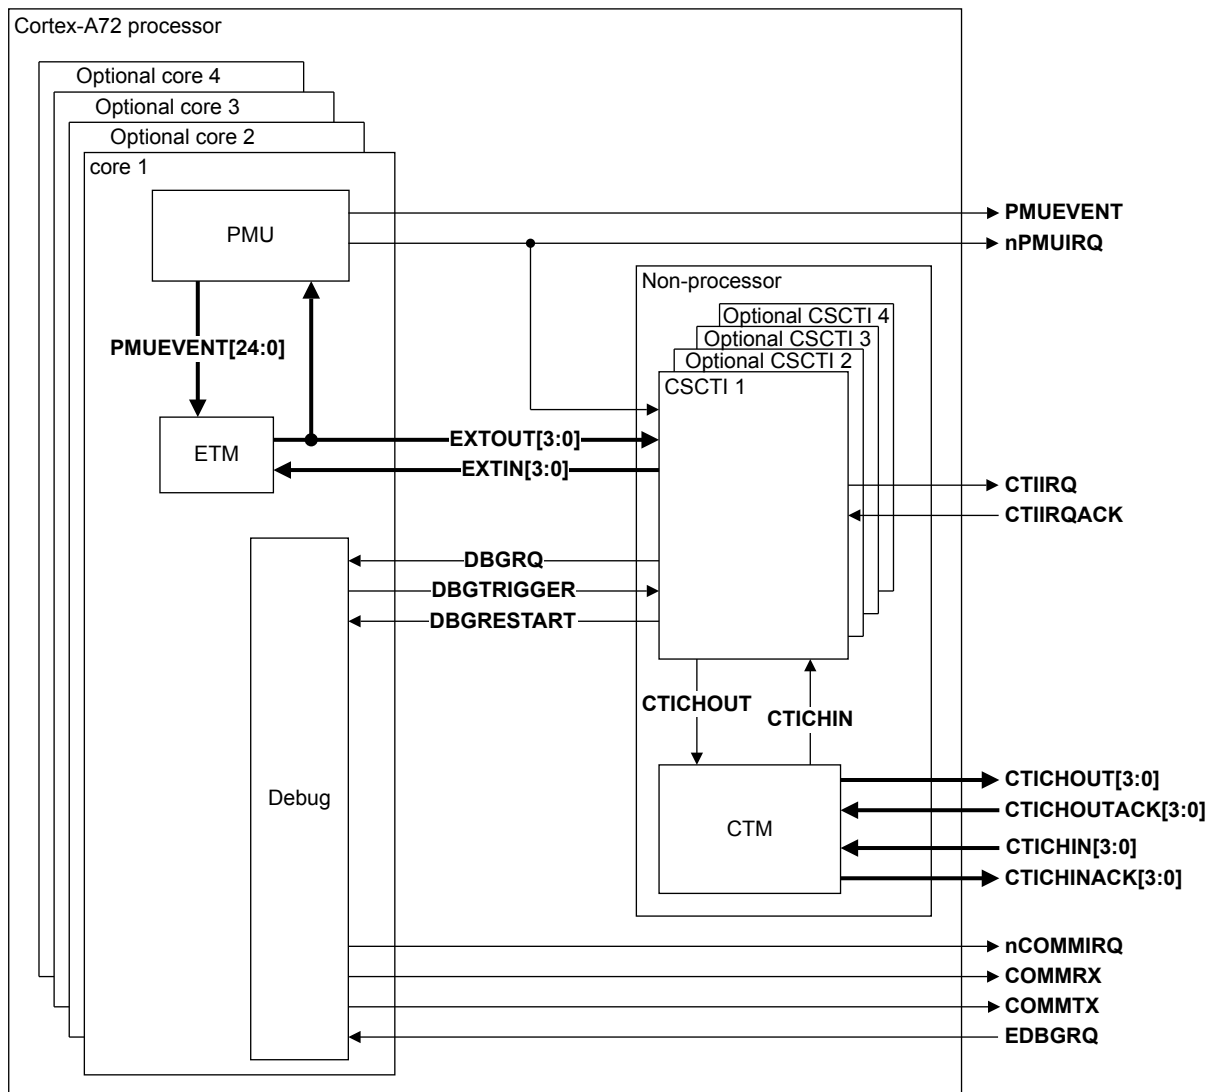 Cortex-A72 processor
Optional core 4
Optional core 3
Optional core 2
core 1
PMU
PMUEVENT
nPMUIRQ
Non-processor
Optional CSCTI 4
Optional CSCTI 3
Optional CSCTI 2
CSCTI 1
PMUEVENT[24:0]
ETM
EXTOUT[3:0]
EXTIN[3:0]
CTIIRQ
CTIIRQACK
DBGRQ
DBGTRIGGER
DBGRESTART
CTICHOUT
CTICHIN
Debug
CTM
CTICHOUT[3:0]
CTICHOUTACK[3:0]
CTICHIN[3:0]
CTICHINACK[3:0]
nCOMMIRQ
COMMRX
COMMTX
EDBGRQ